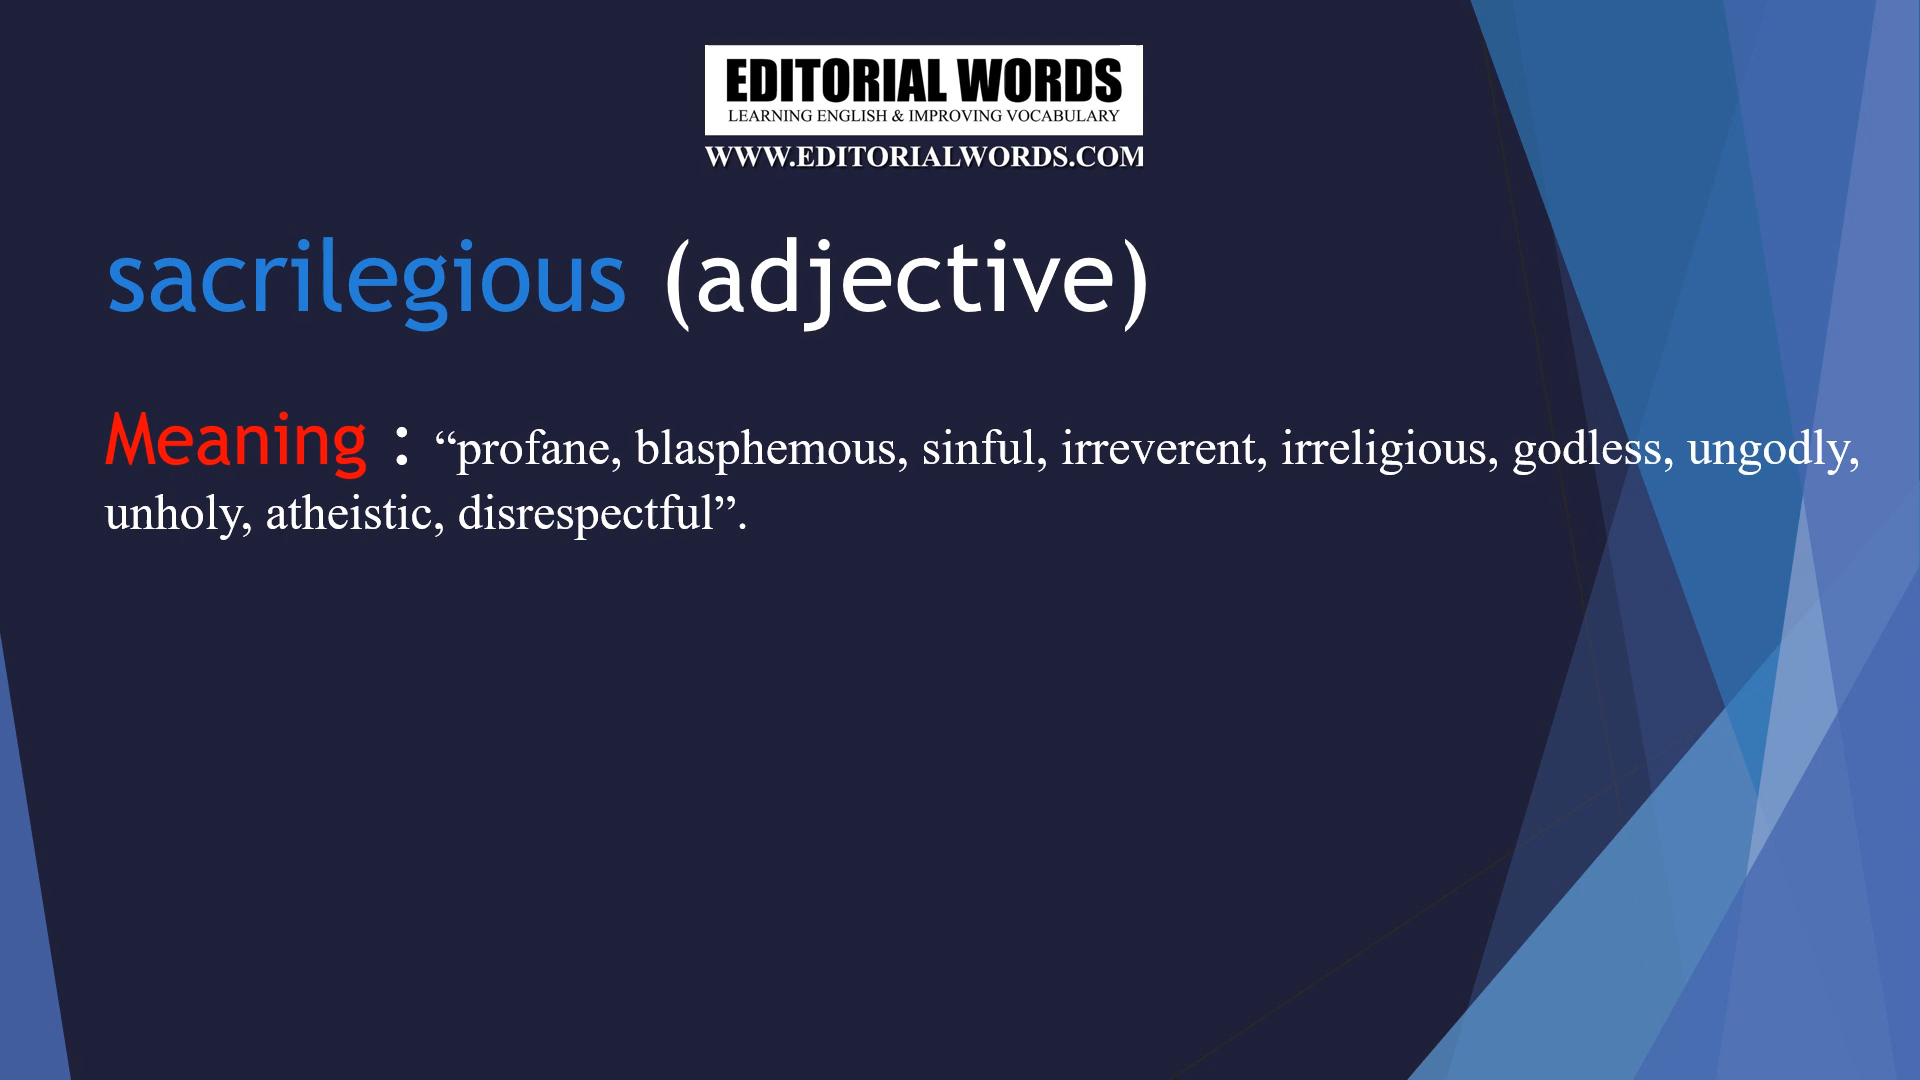 EDITORIAL WORDS
LEARNING ENGLISH & IMPROVING VOCABULARY
WWW.EDITORIALWORDS.COM
sacrilegious (adjective)
Meaning : “profane, blasphemous, sinful, irreverent, irreligious, godless, ungodly,
unholy, atheistic, disrespectful”.